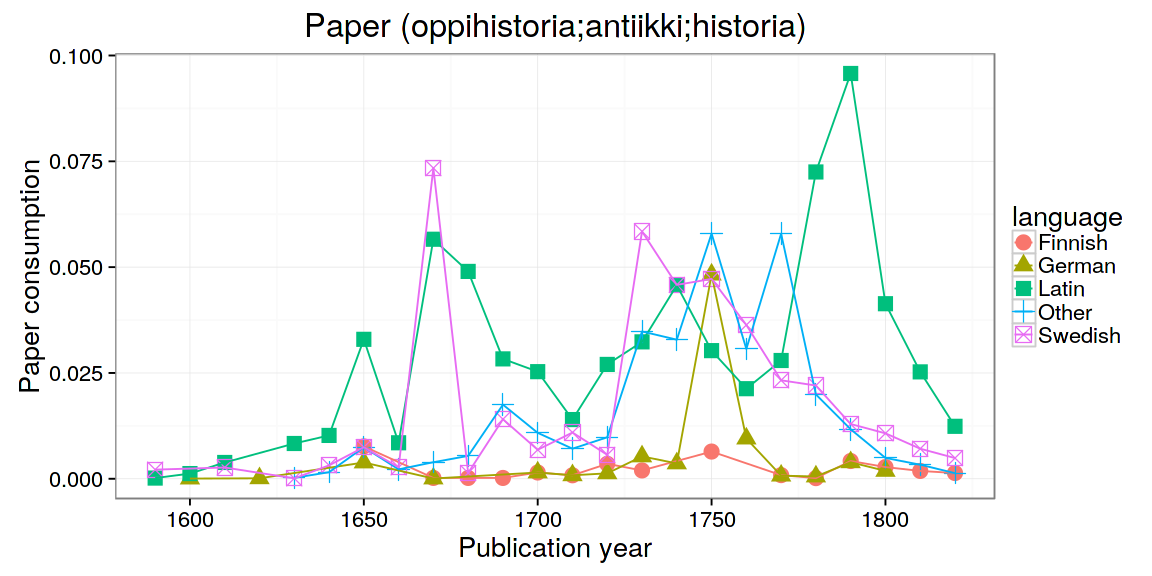 Paper (oppihistoria;antiikki;historia)
0.100
0.075
0.050
0.025
0.000
Paper consumption
1600
1650
1700
1750
1800
Publication year
language
Finnish
German
Latin
Other
Swedish